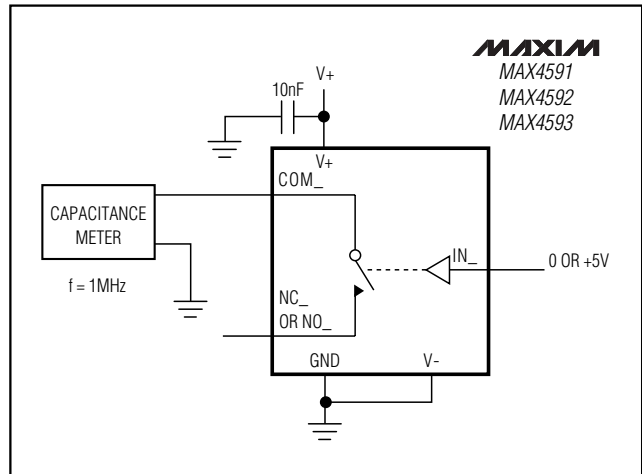 MAXIM
MAX4591
MAX4592
MAX4593
V+
10nF
V+
COM_
CAPACITANCE
METER
IN_
0 OR +5V
f = 1MHz
NC_
OR NO_
GND
V-